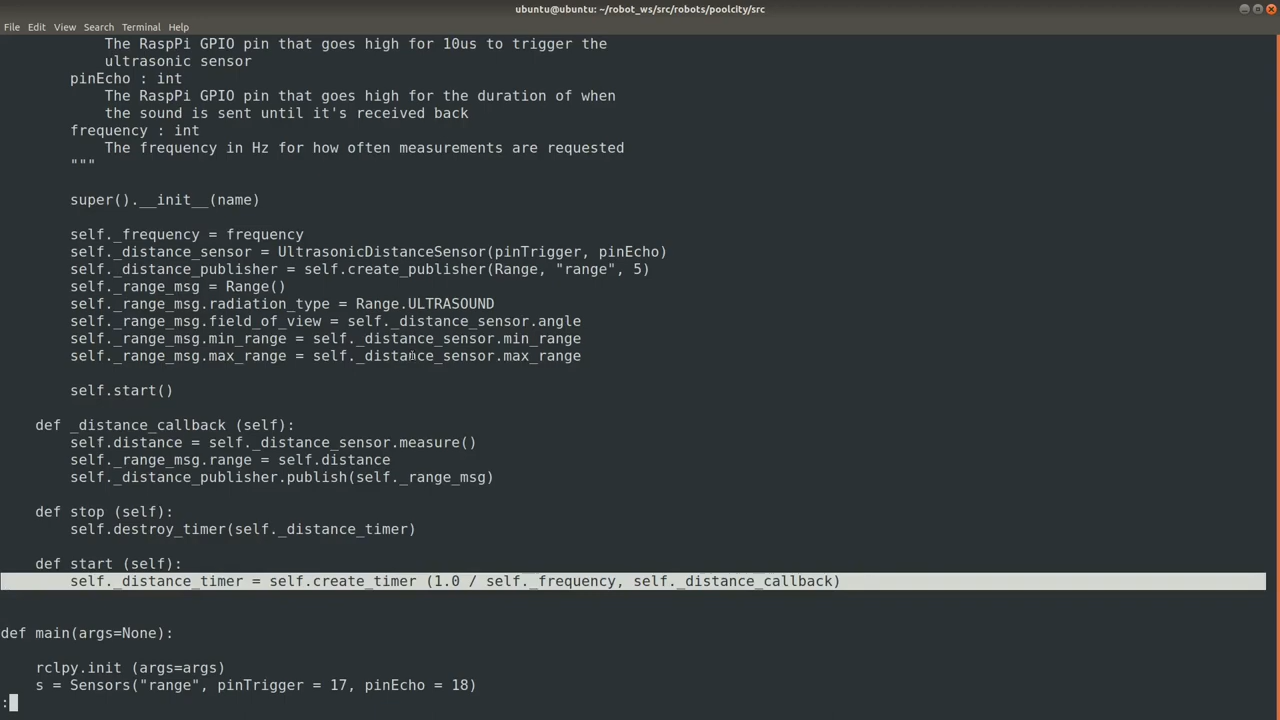 ubuntu@ubuntu: ~/robot_ws/src/robots/poolcity/src
File Edit View Search Terminal Help
The RaspPi GPIO pin that goes high for 10us to trigger the
ultrasonic sensor
pinEcho : int
The RaspPi GPIO pin that goes high for the duration of when
the sound is sent until it's received back
frequency : int
The frequency in Hz for how often measurements are requested
"""
super().__init__(name)
self._frequency = frequency
self._distance_sensor = UltrasonicDistanceSensor(pinTrigger, pinEcho)
self._distance_publisher = self.create_publisher(Range, "range", 5)
self._range_msg = Range()
self._range_msg.radiation_type = Range.ULTRASOUND
self._range_msg.field_of_view = self._distance_sensor.angle
self._range_msg.min_range = self._distance_sensor.min_range
self._range_msg.max_range = self._distance_sensor.max_range
self.start()
def _distance_callback (self):
self.distance = self._distance_sensor.measure()
self._range_msg.range = self.distance
self._distance_publisher.publish(self._range_msg)
def stop (self):
self.destroy_timer(self._distance_timer)
def start (self):
self._distance_timer = self.create_timer (1.0 / self._frequency, self._distance_callback)
def main(args=None):
rclpy.init (args=args)
s = Sensors("range", pinTrigger = 17, pinEcho = 18)
: